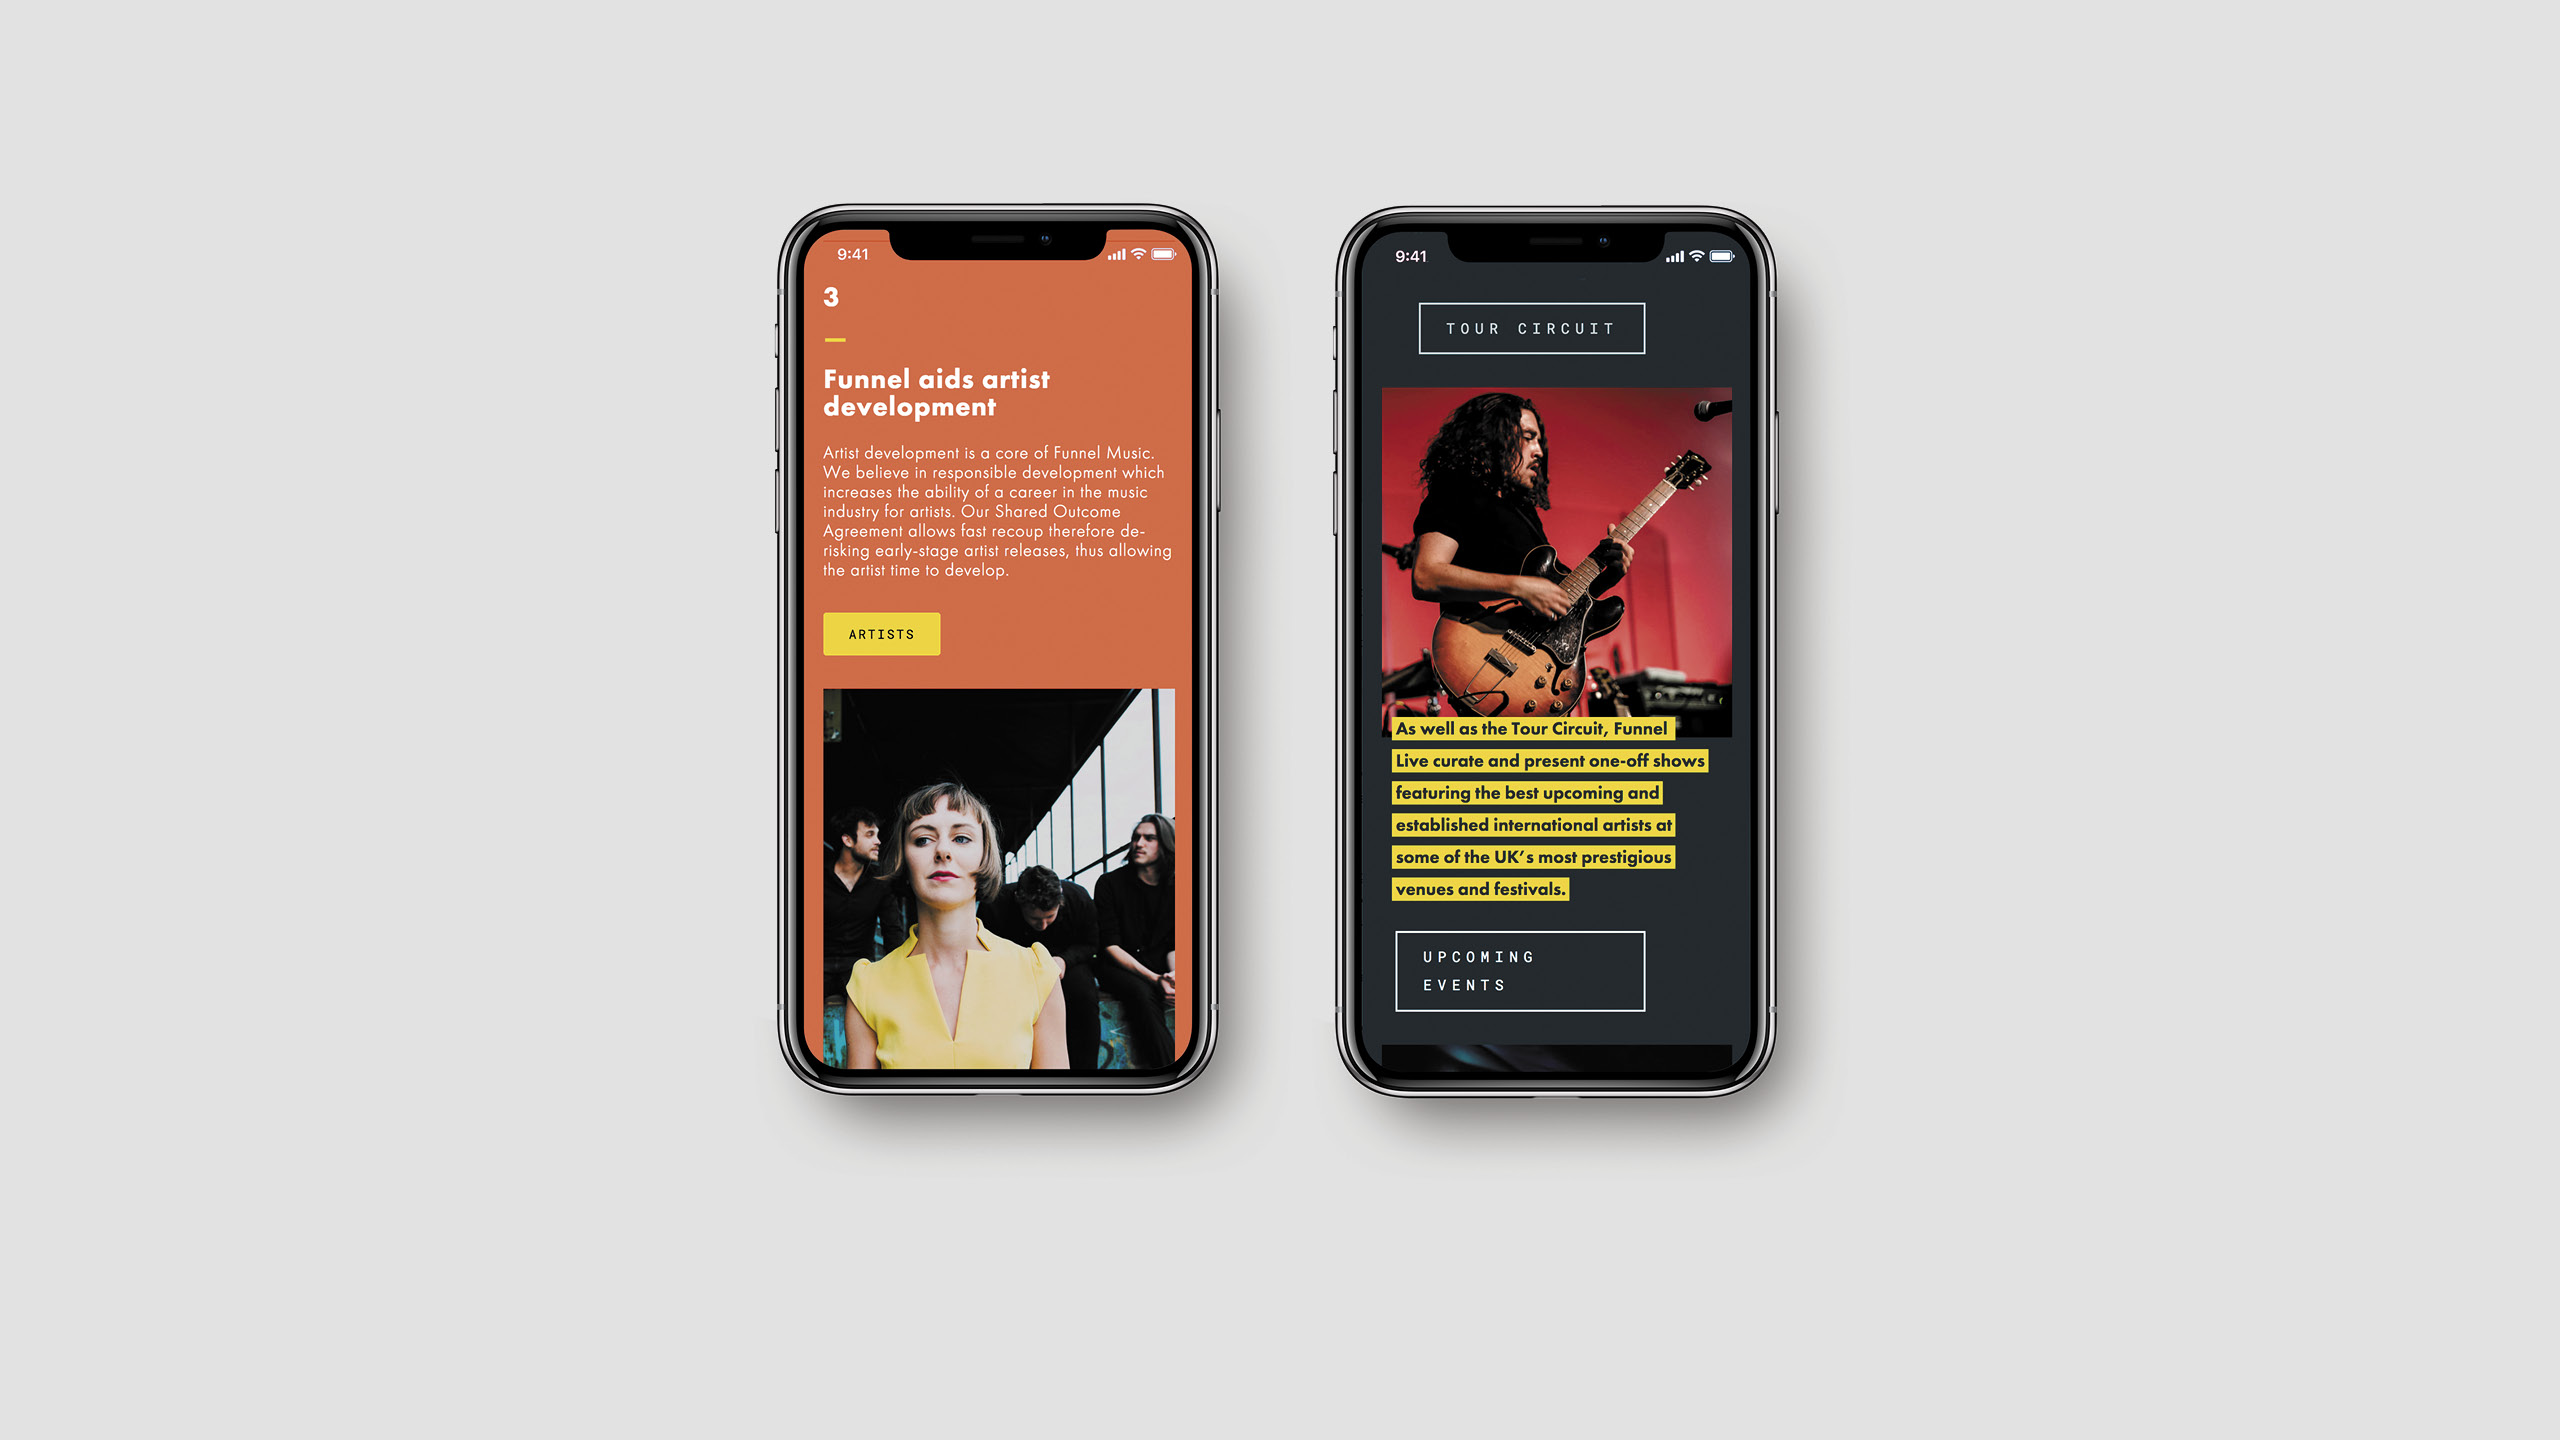 9:41
3
Funnel aids artist
development
Artist development is a core of Funnel Music.
We believe in responsible development which
increases the ability of a career in the music
industry for artists. Our Shared Outcome
Agreement allows fast recoup therefore de-
risking early-stage artist releases, thus allowing
the artist time to develop.
ARTISTS
9:41
TOUR CIRCUIT
As well as the Tour Circuit, Funnel
Live curate and present one-off shows
featuring the best upcoming and
established international artists at
some of the UK’s most prestigious
venues and festivals.
UPCOMING
EVENTS